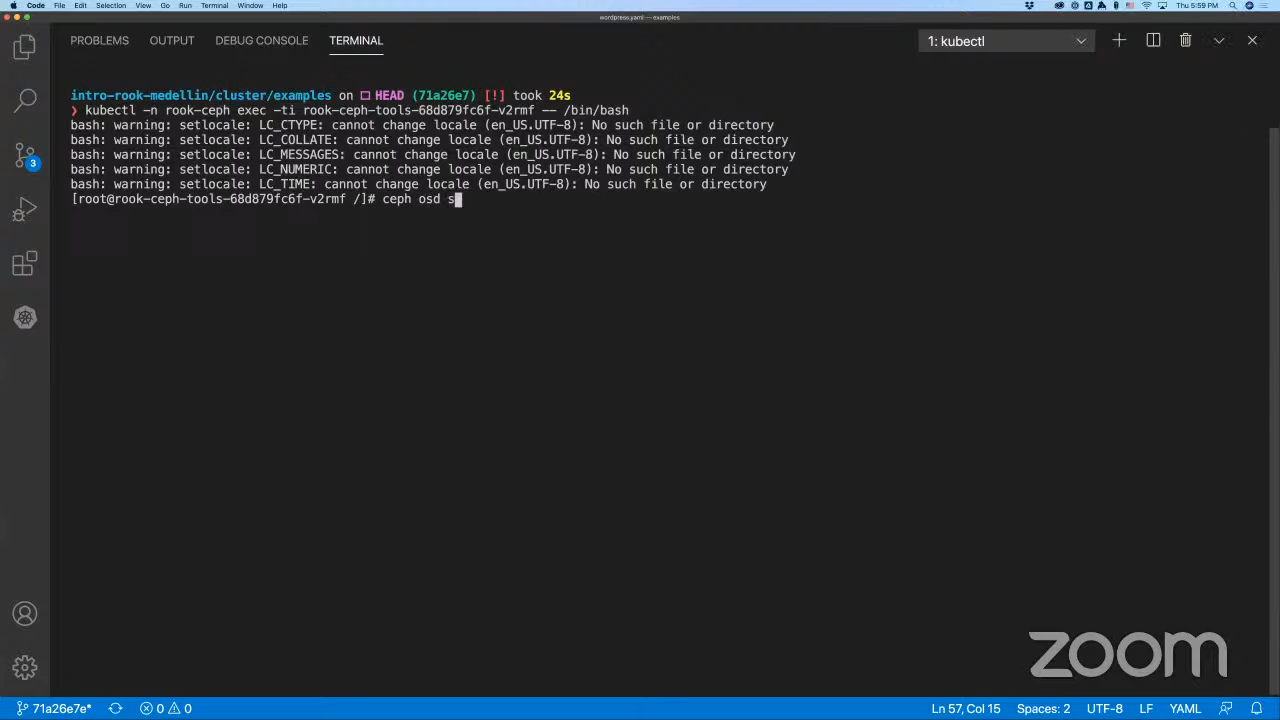 Code File Edit Selection View Go Run Terminal Window Help
Thu 5:59 PM
wordpress.yaml — examples
PROBLEMS OUTPUT DEBUG CONSOLE TERMINAL
1: kubectl
intro-rook-medellin/cluster/examples on HEAD (71a26e7) [!] took 24s
❯ kubectl -n rook-ceph exec -ti rook-ceph-tools-68d879fc6f-v2rmf -- /bin/bash
bash: warning: setlocale: LC_CTYPE: cannot change locale (en_US.UTF-8): No such file or directory
bash: warning: setlocale: LC_COLLATE: cannot change locale (en_US.UTF-8): No such file or directory
bash: warning: setlocale: LC_MESSAGES: cannot change locale (en_US.UTF-8): No such file or directory
bash: warning: setlocale: LC_NUMERIC: cannot change locale (en_US.UTF-8): No such file or directory
bash: warning: setlocale: LC_TIME: cannot change locale (en_US.UTF-8): No such file or directory
[root@rook-ceph-tools-68d879fc6f-v2rmf /]# ceph osd s
3
zoom
71a26e7e* 0 0 Ln 57, Col 15 Spaces: 2 UTF-8 LF YAML